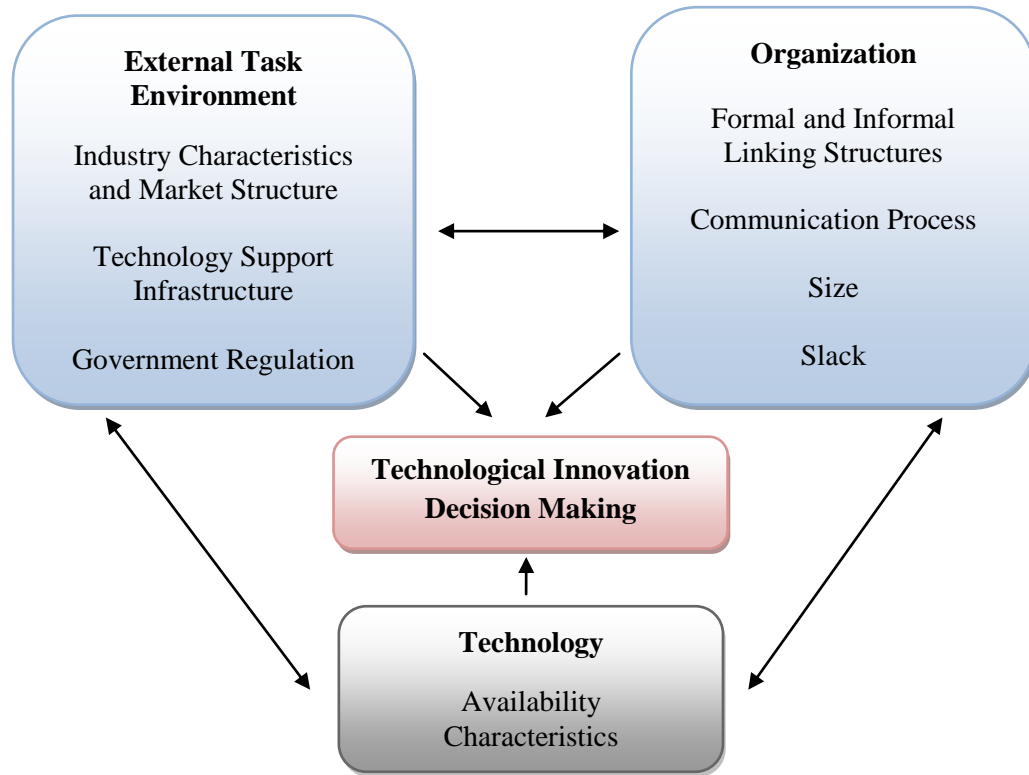 External Task
Environment
Industry Characteristics
and Market Structure
Technology Support
Infrastructure
Government Regulation
Organization
Formal and Informal
Linking Structures
Communication Process
Size
Slack
Technological Innovation
Decision Making
Technology
Availability
Characteristics